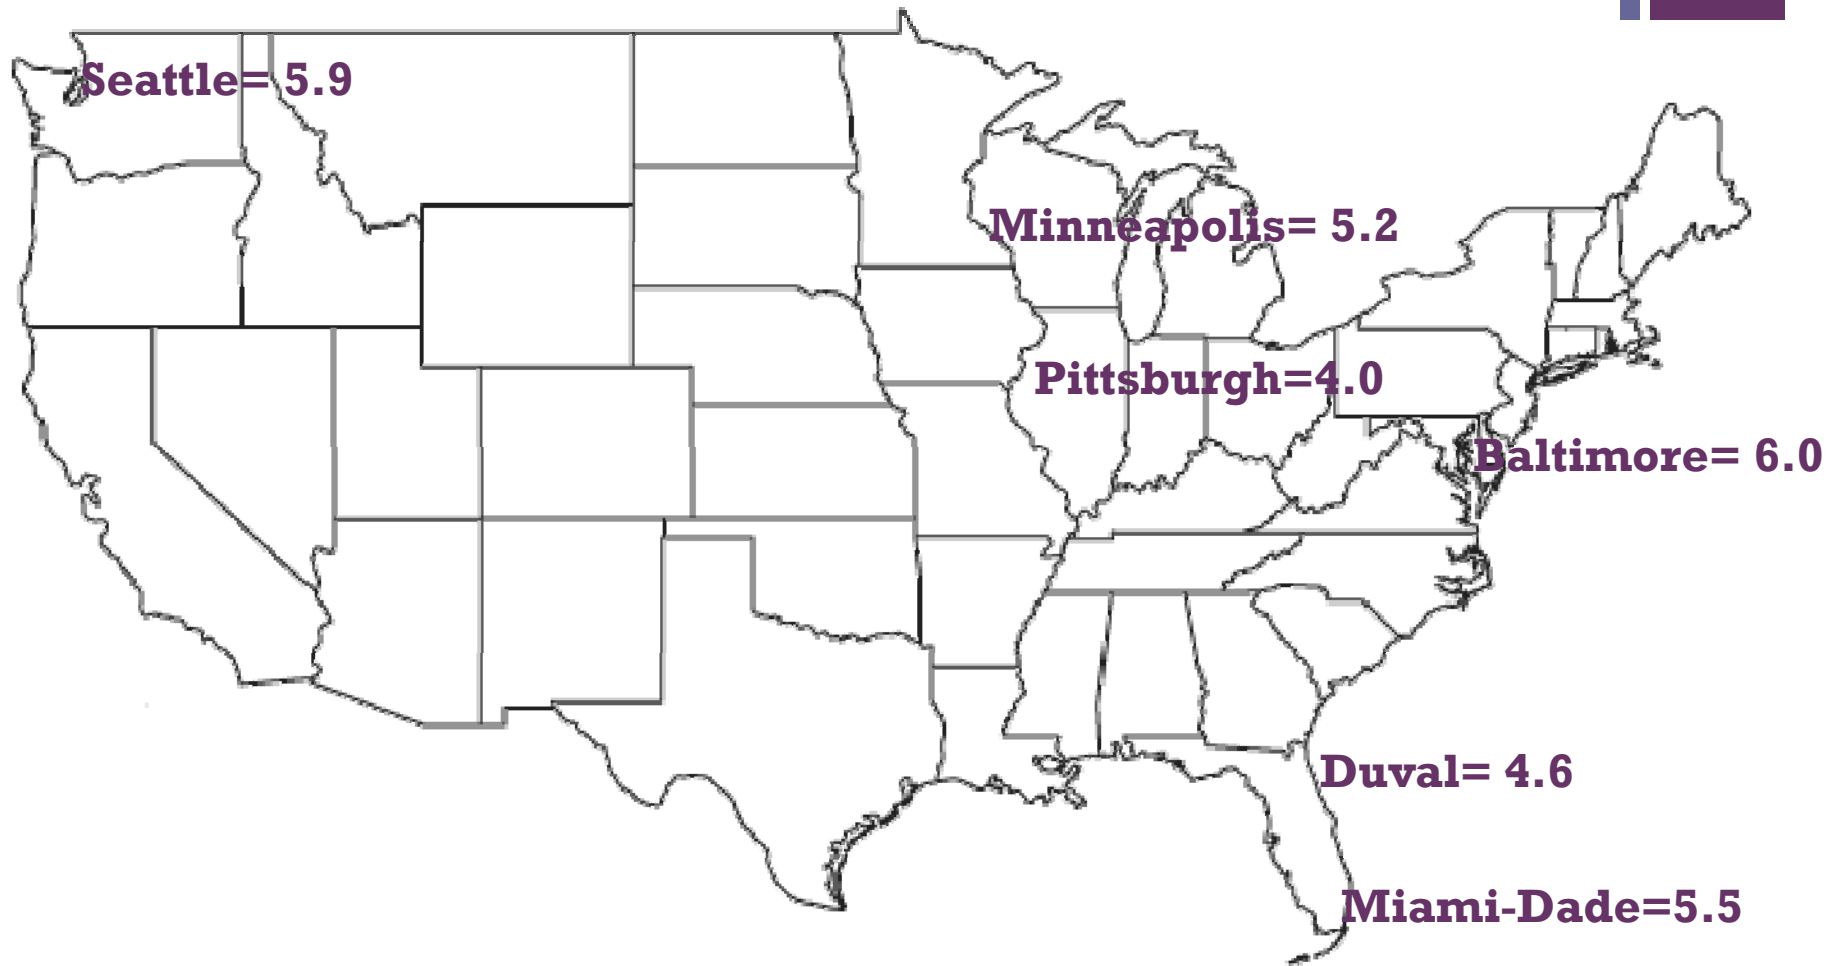 Seattle= 5.9
Minneapolis= 5.2
Pittsburgh=4.0
Baltimore= 6.0
Duval= 4.6
Miami-Dade=5.5